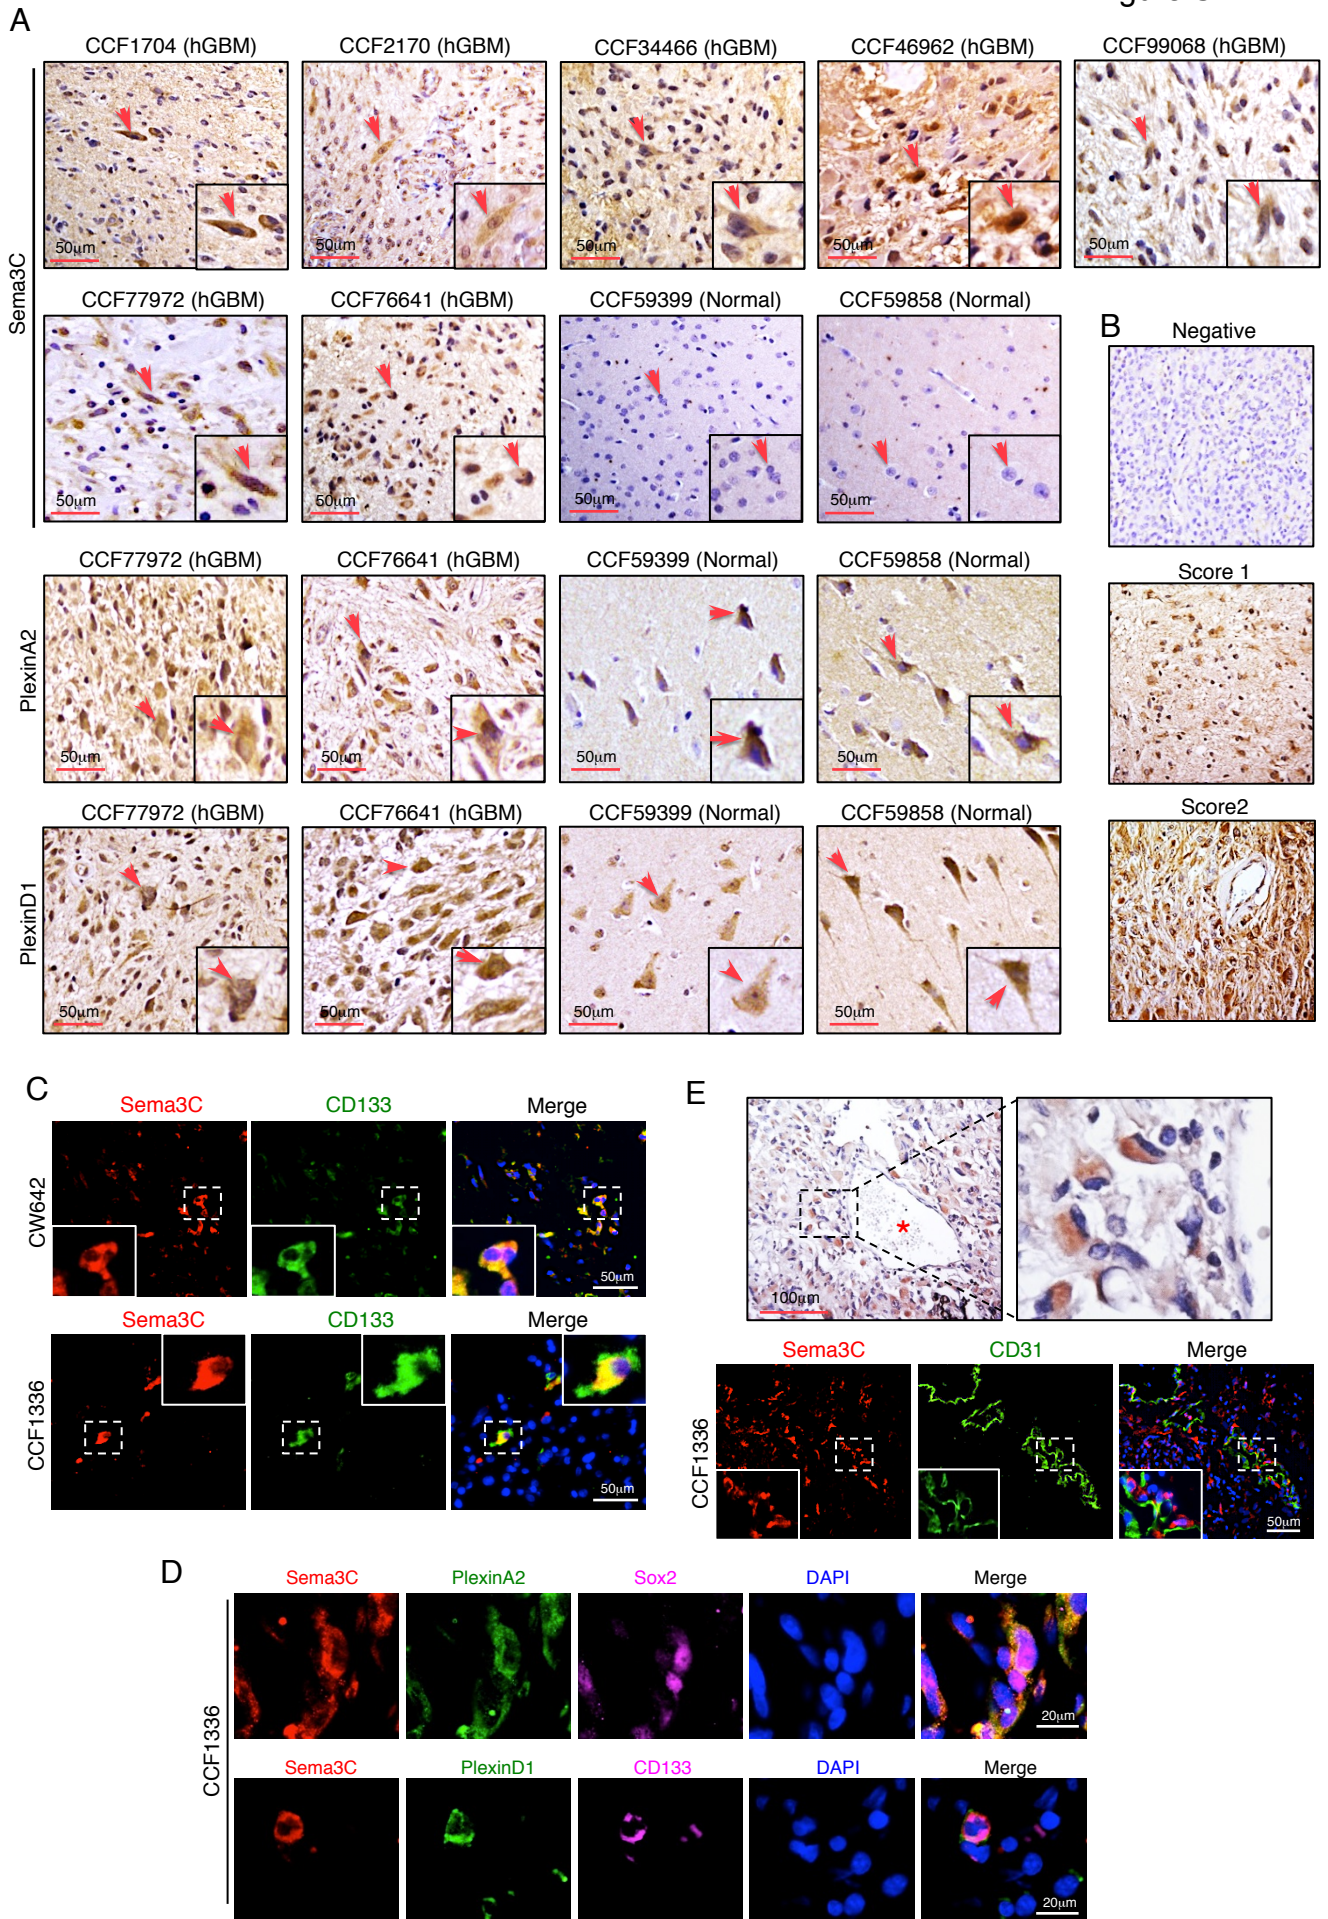 A
CCF1704 (hGBM) CCF2170 (hGBM) CCF34466 (hGBM) CCF46962 (hGBM) CCF99068 (hGBM)
Sema3C
50μm 50μm 50μm 50μm 50μm
CCF77972 (hGBM) CCF76641 (hGBM) CCF59399 (Normal) CCF59858 (Normal)
50μm 50μm 50μm 50μm
B
Negative
Score 1
Score2
CCF77972 (hGBM) CCF76641 (hGBM) CCF59399 (Normal) CCF59858 (Normal)
PlexinA2
50μm 50μm 50μm 50μm
CCF77972 (hGBM) CCF76641 (hGBM) CCF59399 (Normal) CCF59858 (Normal)
PlexinD1
50μm 50μm 50μm 50μm
C
Sema3C CD133 Merge
CW642
50μm
Sema3C CD133 Merge
CCF1336
50μm
E
*
100μm
Sema3C CD31 Merge
CCF1336
50μm
D
Sema3C PlexinA2 Sox2 DAPI Merge
CCF1336
20μm
Sema3C PlexinD1 CD133 DAPI Merge
20μm